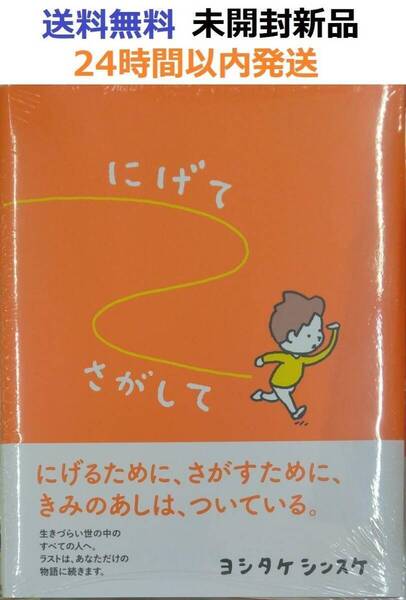 送料無料 未開封新品
24時間以内発送
にげて
さがして
にげるために、さがすために、
きみのあしは、ついている。
生きづらい世の中の
すべての人へ。
ラストは、あなただけの
物語に続きます。
ヨシタケ シンスケ